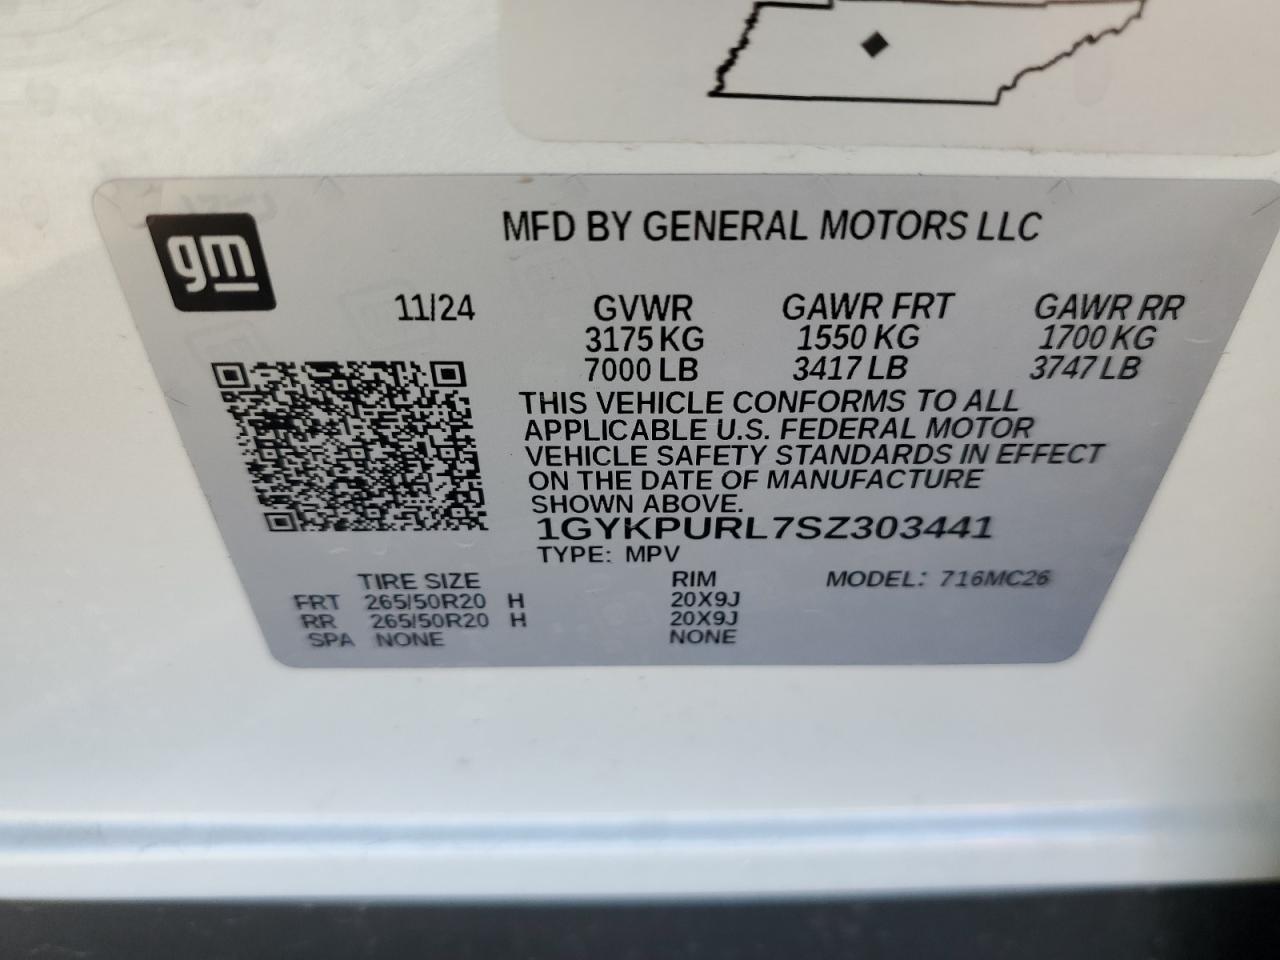 gm
MFD BY GENERAL MOTORS LLC
11/24 GVWR GAWR FRT GAWR RR
3175 KG 1550 KG 1700 KG
7000 LB 3417 LB 3747 LB
THIS VEHICLE CONFORMS TO ALL
APPLICABLE U.S. FEDERAL MOTOR
VEHICLE SAFETY STANDARDS IN EFFECT
ON THE DATE OF MANUFACTURE
SHOWN ABOVE.
1GYKPURL7SZ303441
TYPE: MPV
TIRE SIZE RIM MODEL: 716MC26
FRT 265/50R20 H 20X9J
RR 265/50R20 H 20X9J
SPA NONE NONE